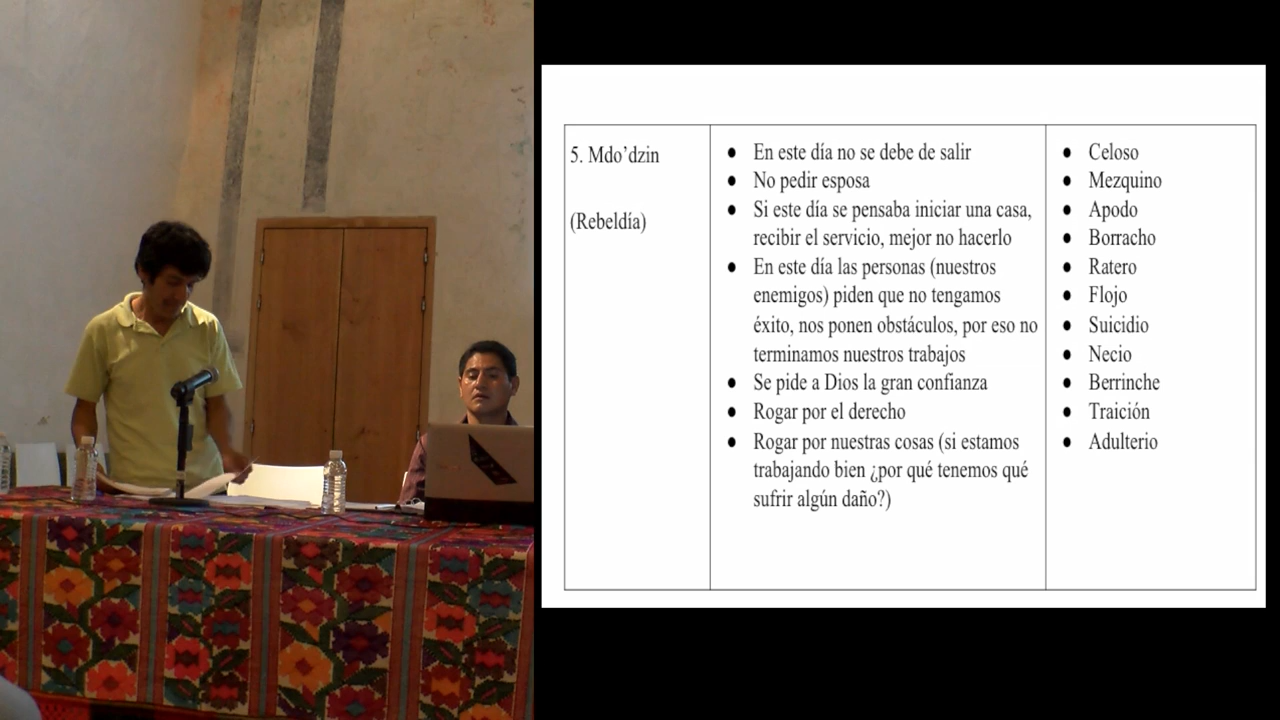 5. Mdo’dzin
(Rebeldía)
● En este día no se debe de salir
● No pedir esposa
● Si este día se pensaba iniciar una casa,
recibir el servicio, mejor no hacerlo
● En este día las personas (nuestros
enemigos) piden que no tengamos
éxito, nos ponen obstáculos, por eso no
terminamos nuestros trabajos
● Se pide a Dios la gran confianza
● Rogar por el derecho
● Rogar por nuestras cosas (si estamos
trabajando bien ¿por qué tenemos qué
sufrir algún daño?)
● Celoso
● Mezquino
● Apodo
● Borracho
● Ratero
● Flojo
● Suicidio
● Necio
● Berrinche
● Traición
● Adulterio